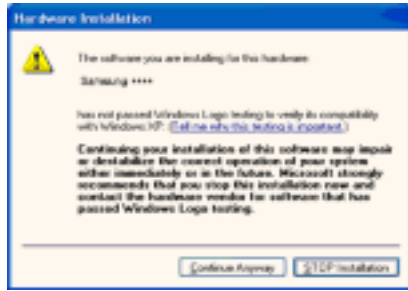 Hardware Installation
The software you are installing for this hardware:
Samsung ****
has not passed Windows Logo testing to verify its compatibility
with Windows XP. (Tell me why this testing is important.)
Continuing your installation of this software may impair
or destabilize the correct operation of your system
either immediately or in the future. Microsoft strongly
recommends that you stop this installation now and
contact the hardware vendor for software that has
passed Windows Logo testing.
Continue Anyway
STOP Installation